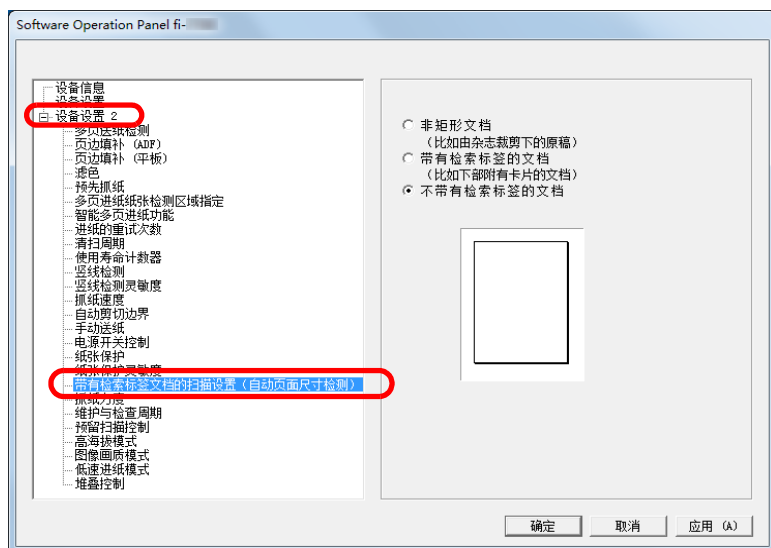 Software Operation Panel fi-
设备信息
设备设置
设备设置 2
多页送纸检测
页边填补 (ADF)
页边填补 (平板)
滤色
预先抓纸
多页进纸纸张检测区域指定
智能多页进纸功能
进纸的重试次数
清扫周期
使用寿命计数器
竖线检测
竖线检测灵敏度
抓纸速度
自动剪切边界
手动送纸
电源开关控制
纸张保护
纸张保护灵敏度
带有检索标签文档的扫描设置(自动页面尺寸检测)
抓纸力度
维护与检查周期
预留扫描控制
高海拔模式
图像画质模式
低速进纸模式
堆叠控制
非矩形文档
(比如由杂志裁剪下的原稿)
带有检索标签的文档
(比如下部附有卡片的文档)
不带有检索标签的文档
确定 取消 应用 (A)